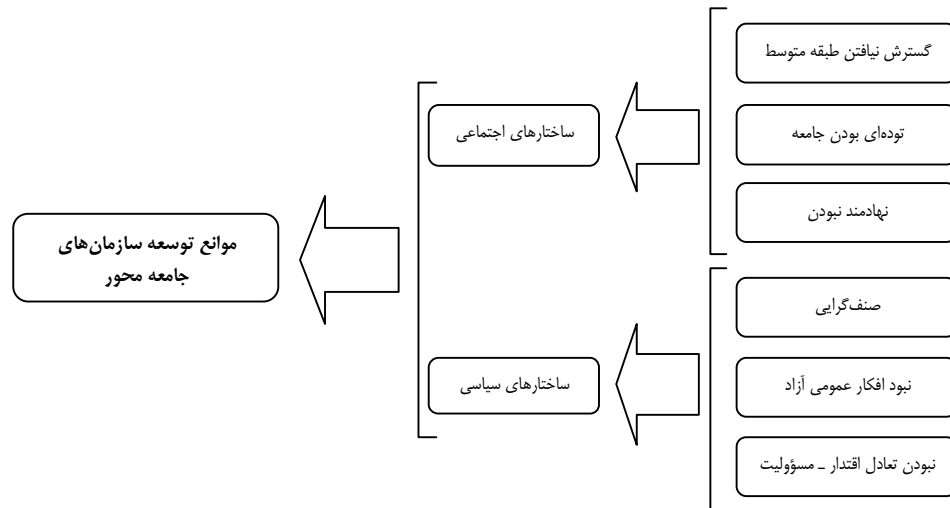 گسترش نیافتن طبقه متوسط
توده‌ای بودن جامعه
نهادمند نبودن
صنف‌گرایی
نبود افکار عمومی آزاد
نبودن تعادل اقتدار ـ مسؤولیت
ساختارهای اجتماعی
ساختارهای سیاسی
موانع توسعه سازمان‌های
جامعه محور